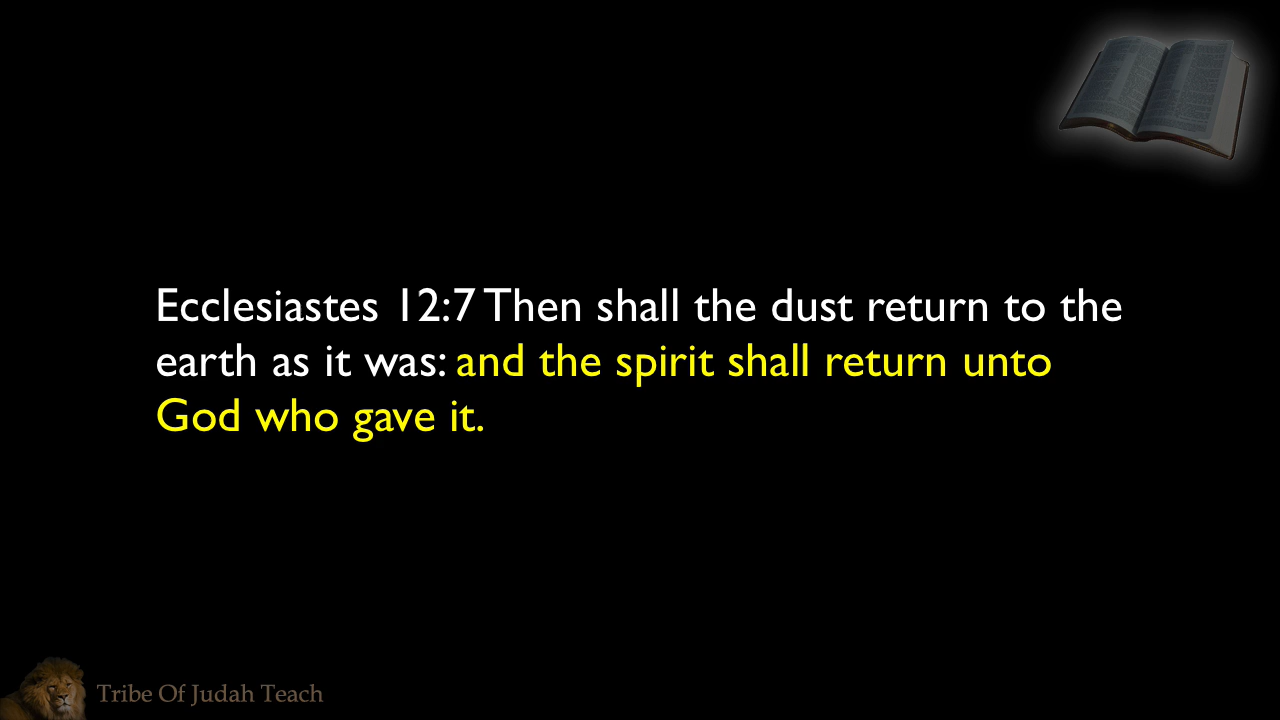 Ecclesiastes 12:7 Then shall the dust return to the
earth as it was: and the spirit shall return unto
God who gave it.
Tribe Of Judah Teach